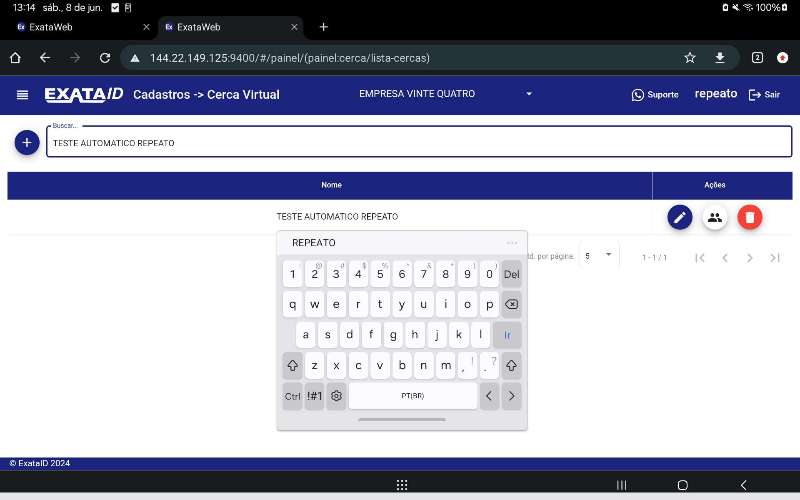 13:14 sáb., 8 de jun. 100%
ExataWeb
ExataWeb
144.22.149.125:9400/#/painel/(painel:cerca/lista-cercas) 2
EXATAID Cadastros -> Cerca Virtual EMPRESA VINTE QUATRO Suporte repeato Sair
Buscar...
TESTE AUTOMATICO REPEATO
Nome Ações
TESTE AUTOMATICO REPEATO
REPEATO
td. por página: 5 1 - 1 / 1
1 2 3 4 5 6 7 8 9 0 Del
q w e r t y u i o p
a s d f g h j k l Ir
z x c v b n m , ! . ?
Ctrl !#1 PT(BR)
© ExataID 2024